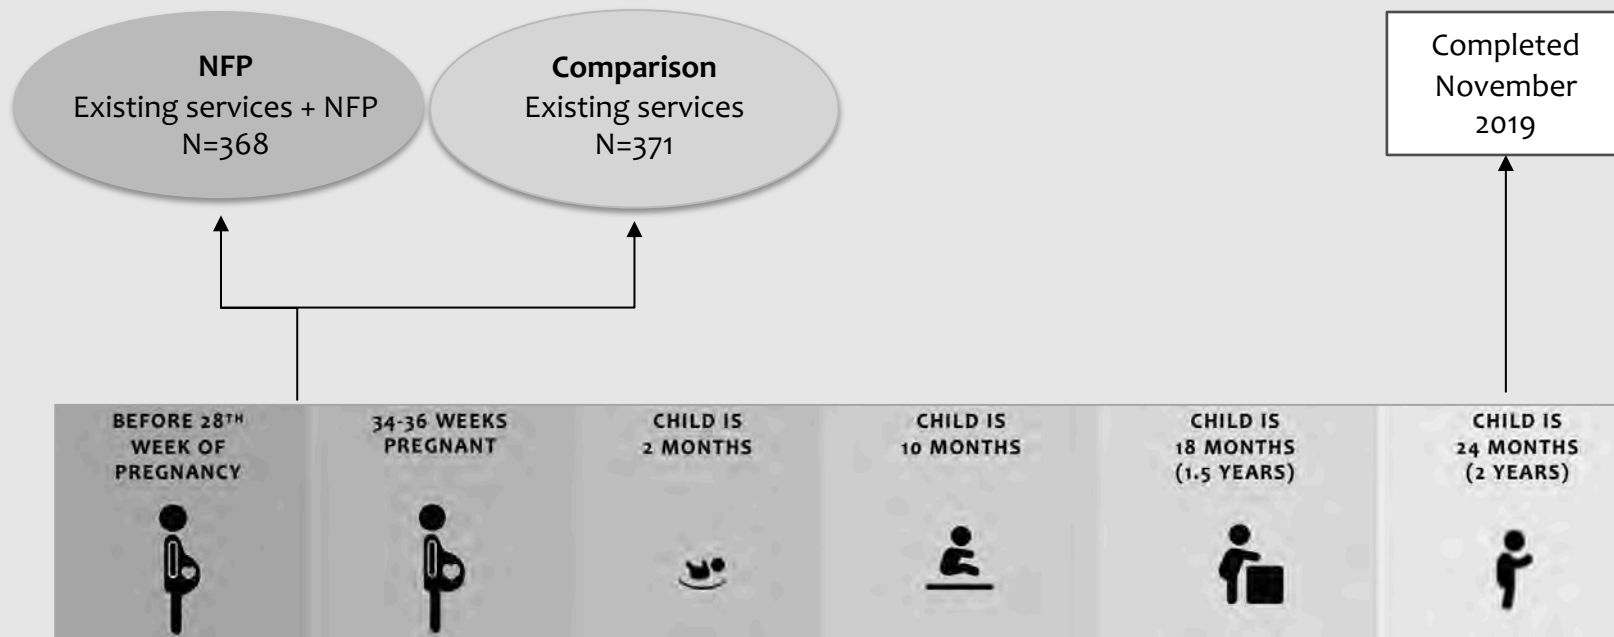 NFP
Existing services + NFP
N=368
Comparison
Existing services
N=371
Completed
November
2019
BEFORE 28TH
WEEK OF
PREGNANCY
34-36 WEEKS
PREGNANT
CHILD IS
2 MONTHS
CHILD IS
10 MONTHS
CHILD IS
18 MONTHS
(1.5 YEARS)
CHILD IS
24 MONTHS
(2 YEARS)